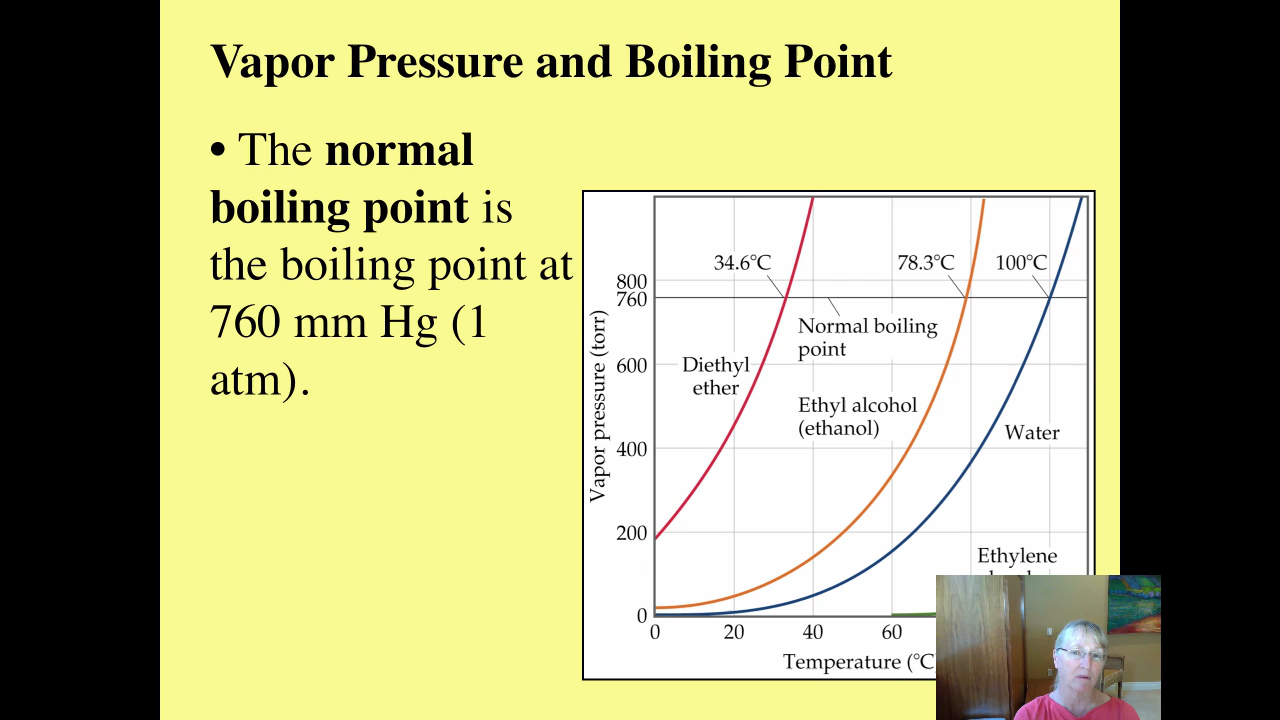 Vapor Pressure and Boiling Point
• The normal
boiling point is
the boiling point at
760 mm Hg (1
atm).
34.6°C
78.3°C
100°C
800
760
Normal boiling
point
Diethyl
ether
600
Ethyl alcohol
(ethanol)
Water
400
Vapor pressure (torr)
200
Ethylene
0
0
20
40
60
Temperature (°C